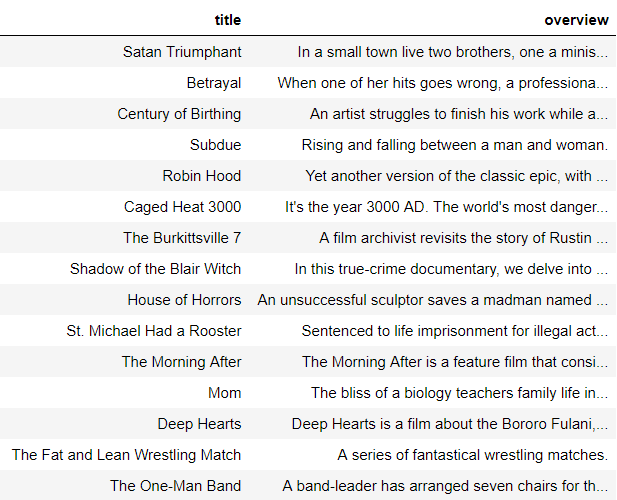 title overview
Satan Triumphant In a small town live two brothers, one a minis...
Betrayal When one of her hits goes wrong, a professiona...
Century of Birthing An artist struggles to finish his work while a...
Subdue Rising and falling between a man and woman.
Robin Hood Yet another version of the classic epic, with ...
Caged Heat 3000 It's the year 3000 AD. The world's most danger...
The Burkittsville 7 A film archivist revisits the story of Rustin ...
Shadow of the Blair Witch In this true-crime documentary, we delve into ...
House of Horrors An unsuccessful sculptor saves a madman named ...
St. Michael Had a Rooster Sentenced to life imprisonment for illegal act...
The Morning After The Morning After is a feature film that consi...
Mom The bliss of a biology teachers family life in...
Deep Hearts Deep Hearts is a film about the Bororo Fulani,...
The Fat and Lean Wrestling Match A series of fantastical wrestling matches.
The One-Man Band A band-leader has arranged seven chairs for th...